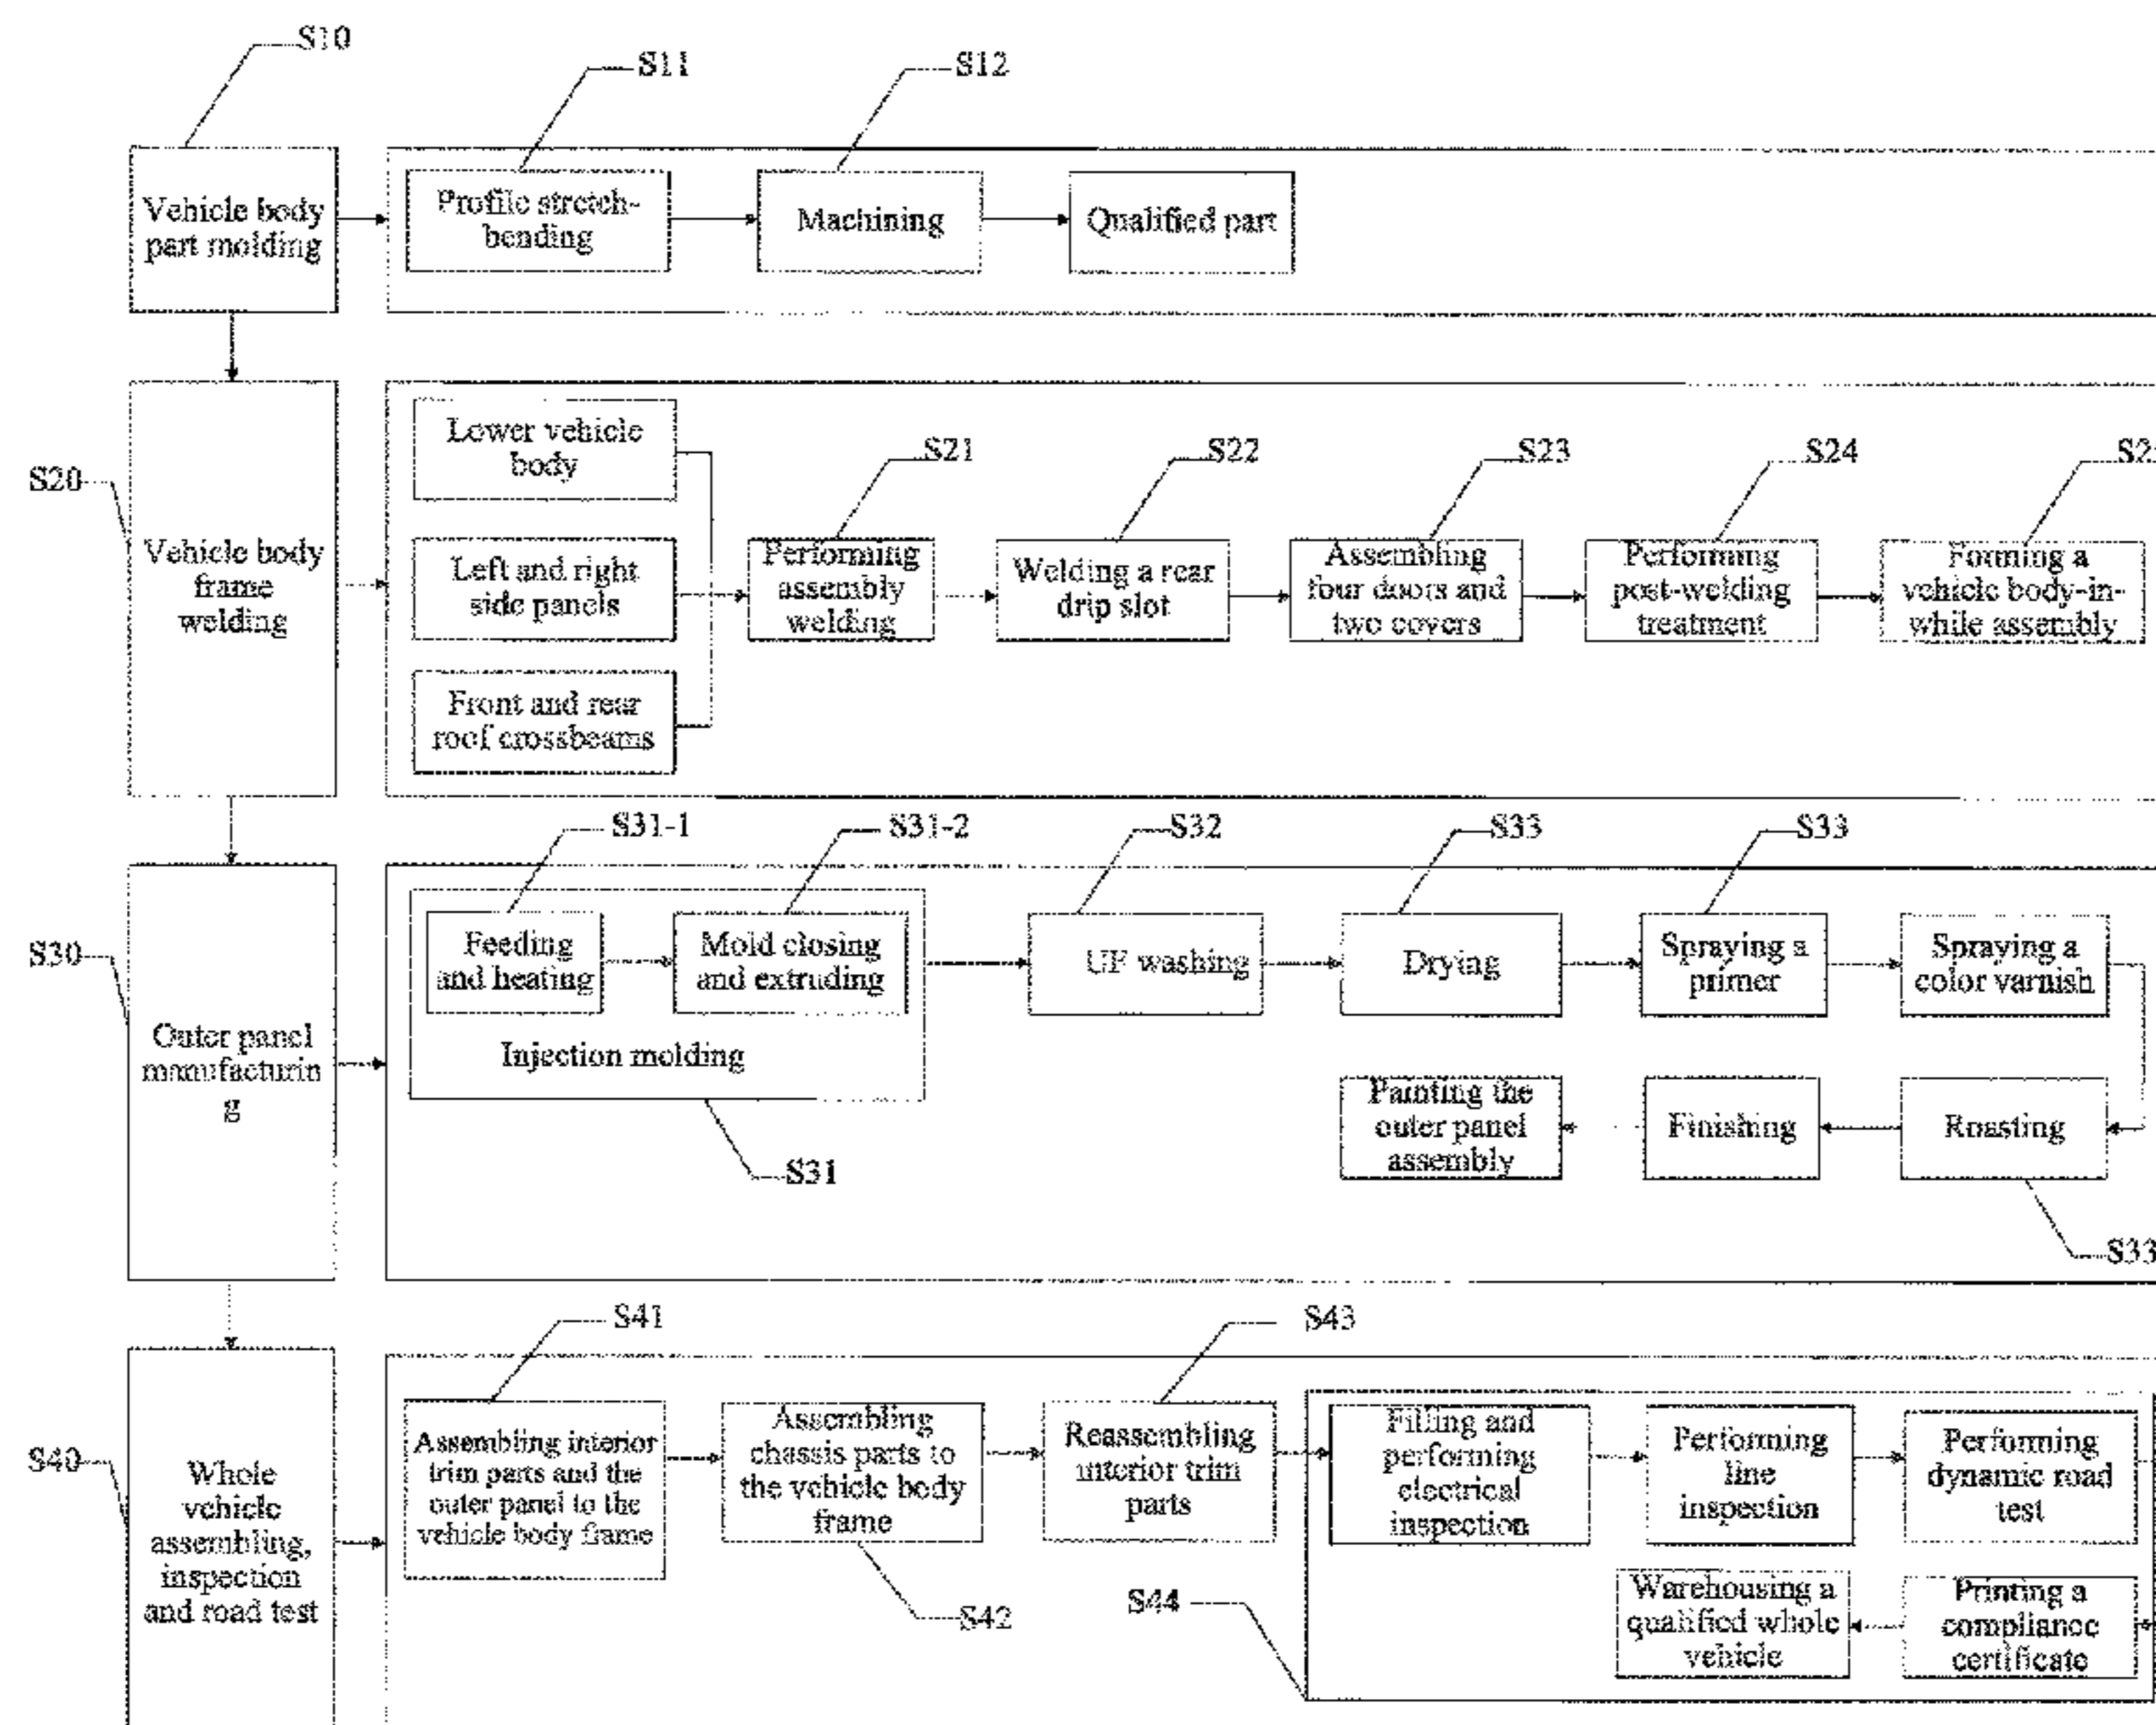 S10
S11
S12
Vehicle body
part molding
Profile stretch-
bending
Machining
Qualified part
S20
Vehicle body
frame
welding
Lower vehicle
body
Left and right
side panels
Front and rear
roof crossbeams
S21
S22
S23
S24
Performing
assembly
welding
Welding a rear
drip slot
Assembling
four doors and
two covers
Performing
post-welding
treatment
Forming a
vehicle body-in-
while assembly
S31-1
S31-2
S32
S33
S33
S30
Outer panel
manufacturin
g
Feeding
and heating
Mold closing
and extruding
Injection molding
S31
UF washing
Drying
Spraying a
primer
Spraying a
color varnish
Painting the
outer panel
assembly
Finishing
Roasting
S33
S41
S43
S40
Whole
vehicle
assembling,
inspection
and road test
Assembling interior
trim parts and the
outer panel to the
vehicle body frame
Assembling
chassis parts to
the vehicle body
frame
S42
Reassembling
interior trim
parts
S44
Filling and
performing
electrical
inspection
Performing
line
inspection
Performing
dynamic road
test
Warehousing a
qualified whole
vehicle
Printing a
compliance
certificate